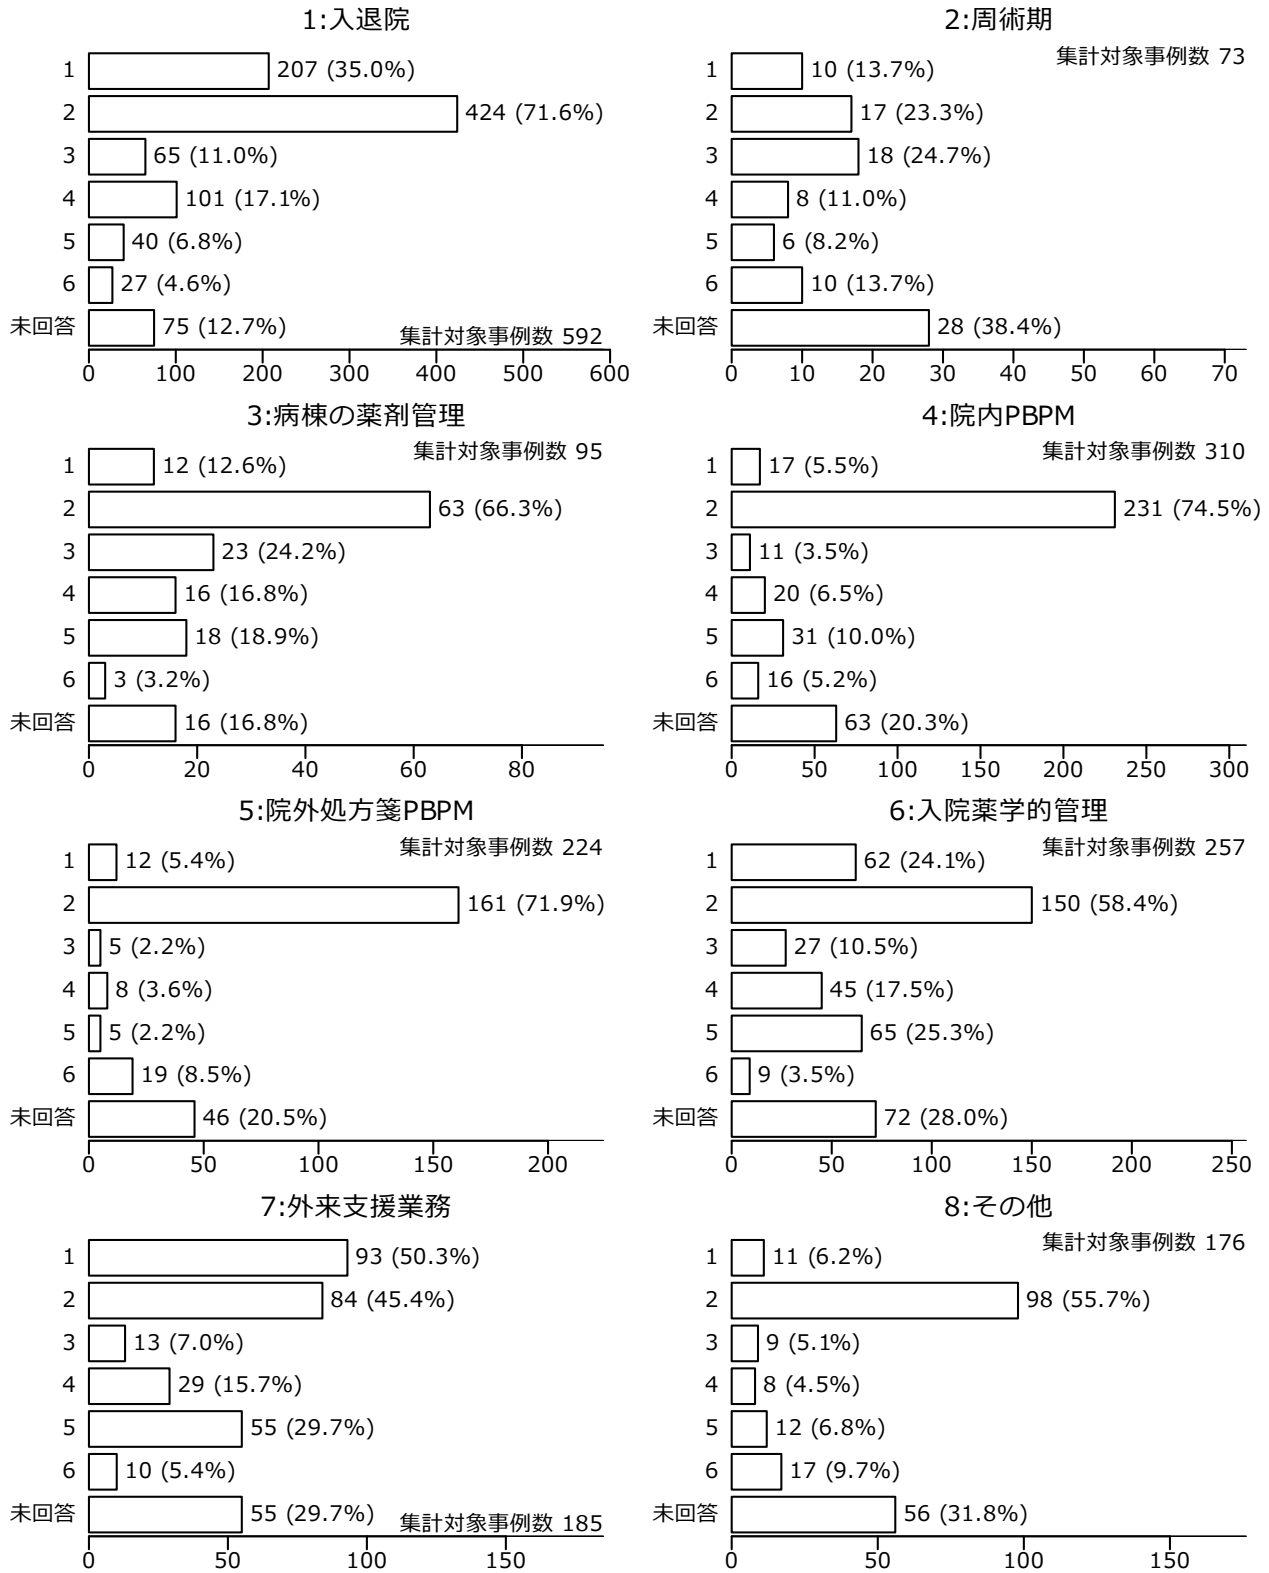 1:入退院
1 207 (35.0%)
2 424 (71.6%)
3 65 (11.0%)
4 101 (17.1%)
5 40 (6.8%)
6 27 (4.6%)
未回答 75 (12.7%)
集計対象事例数 592
0 100 200 300 400 500 600
2:周術期
集計対象事例数 73
1 10 (13.7%)
2 17 (23.3%)
3 18 (24.7%)
4 8 (11.0%)
5 6 (8.2%)
6 10 (13.7%)
未回答 28 (38.4%)
0 10 20 30 40 50 60 70
3:病棟の薬剤管理
集計対象事例数 95
1 12 (12.6%)
2 63 (66.3%)
3 23 (24.2%)
4 16 (16.8%)
5 18 (18.9%)
6 3 (3.2%)
未回答 16 (16.8%)
0 20 40 60 80
4:院内PBPM
集計対象事例数 310
1 17 (5.5%)
2 231 (74.5%)
3 11 (3.5%)
4 20 (6.5%)
5 31 (10.0%)
6 16 (5.2%)
未回答 63 (20.3%)
0 50 100 150 200 250 300
5:院外処方箋PBPM
集計対象事例数 224
1 12 (5.4%)
2 161 (71.9%)
3 5 (2.2%)
4 8 (3.6%)
5 5 (2.2%)
6 19 (8.5%)
未回答 46 (20.5%)
0 50 100 150 200
6:入院薬学的管理
集計対象事例数 257
1 62 (24.1%)
2 150 (58.4%)
3 27 (10.5%)
4 45 (17.5%)
5 65 (25.3%)
6 9 (3.5%)
未回答 72 (28.0%)
0 50 100 150 200 250
7:外来支援業務
1 93 (50.3%)
2 84 (45.4%)
3 13 (7.0%)
4 29 (15.7%)
5 55 (29.7%)
6 10 (5.4%)
未回答 55 (29.7%)
集計対象事例数 185
0 50 100 150
8:その他
集計対象事例数 176
1 11 (6.2%)
2 98 (55.7%)
3 9 (5.1%)
4 8 (4.5%)
5 12 (6.8%)
6 17 (9.7%)
未回答 56 (31.8%)
0 50 100 150